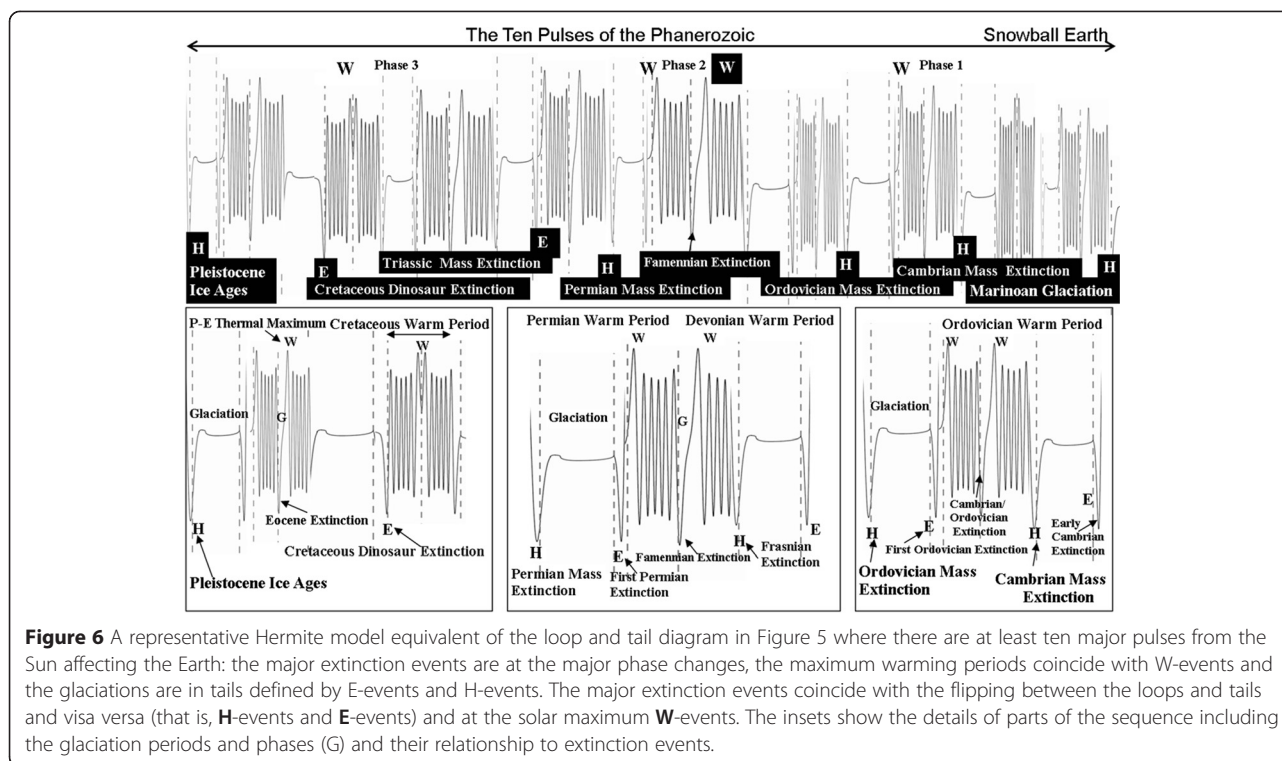 The Ten Pulses of the Phanerozoic Snowball Earth
W Phase 3 W Phase 2 W W Phase 1
H E E H H H H
Pleistocene
Ice Ages
Cretaceous Dinosaur Extinction
Triassic Mass Extinction
Permian Mass Extinction
Famennian Extinction
Ordovician Mass Extinction
Cambrian Mass Extinction
Marinoan Glaciation
P-E Thermal Maximum Cretaceous Warm Period
W W
Glaciation
G
Eocene Extinction
H E
Cretaceous Dinosaur Extinction
Pleistocene Ice Ages
Permian Warm Period Devonian Warm Period
W W
Glaciation
G
H E H E
Famennian Extinction
Frasnian
Extinction
Permian Mass
Extinction
First Permian
Extinction
Ordovician Warm Period
W W
Glaciation
Cambrian/
Ordovician
Extinction
E
Early
Cambrian
Extinction
H E H
First Ordovician Extinction
Ordovician Mass
Extinction
Cambrian Mass
Extinction
Figure 6 A representative Hermite model equivalent of the loop and tail diagram in Figure 5 where there are at least ten major pulses from the
Sun affecting the Earth: the major extinction events are at the major phase changes, the maximum warming periods coincide with W-events and
the glaciations are in tails defined by E-events and H-events. The major extinction events coincide with the flipping between the loops and tails
and visa versa (that is, H-events and E-events) and at the solar maximum W-events. The insets show the details of parts of the sequence including
the glaciation periods and phases (G) and their relationship to extinction events.